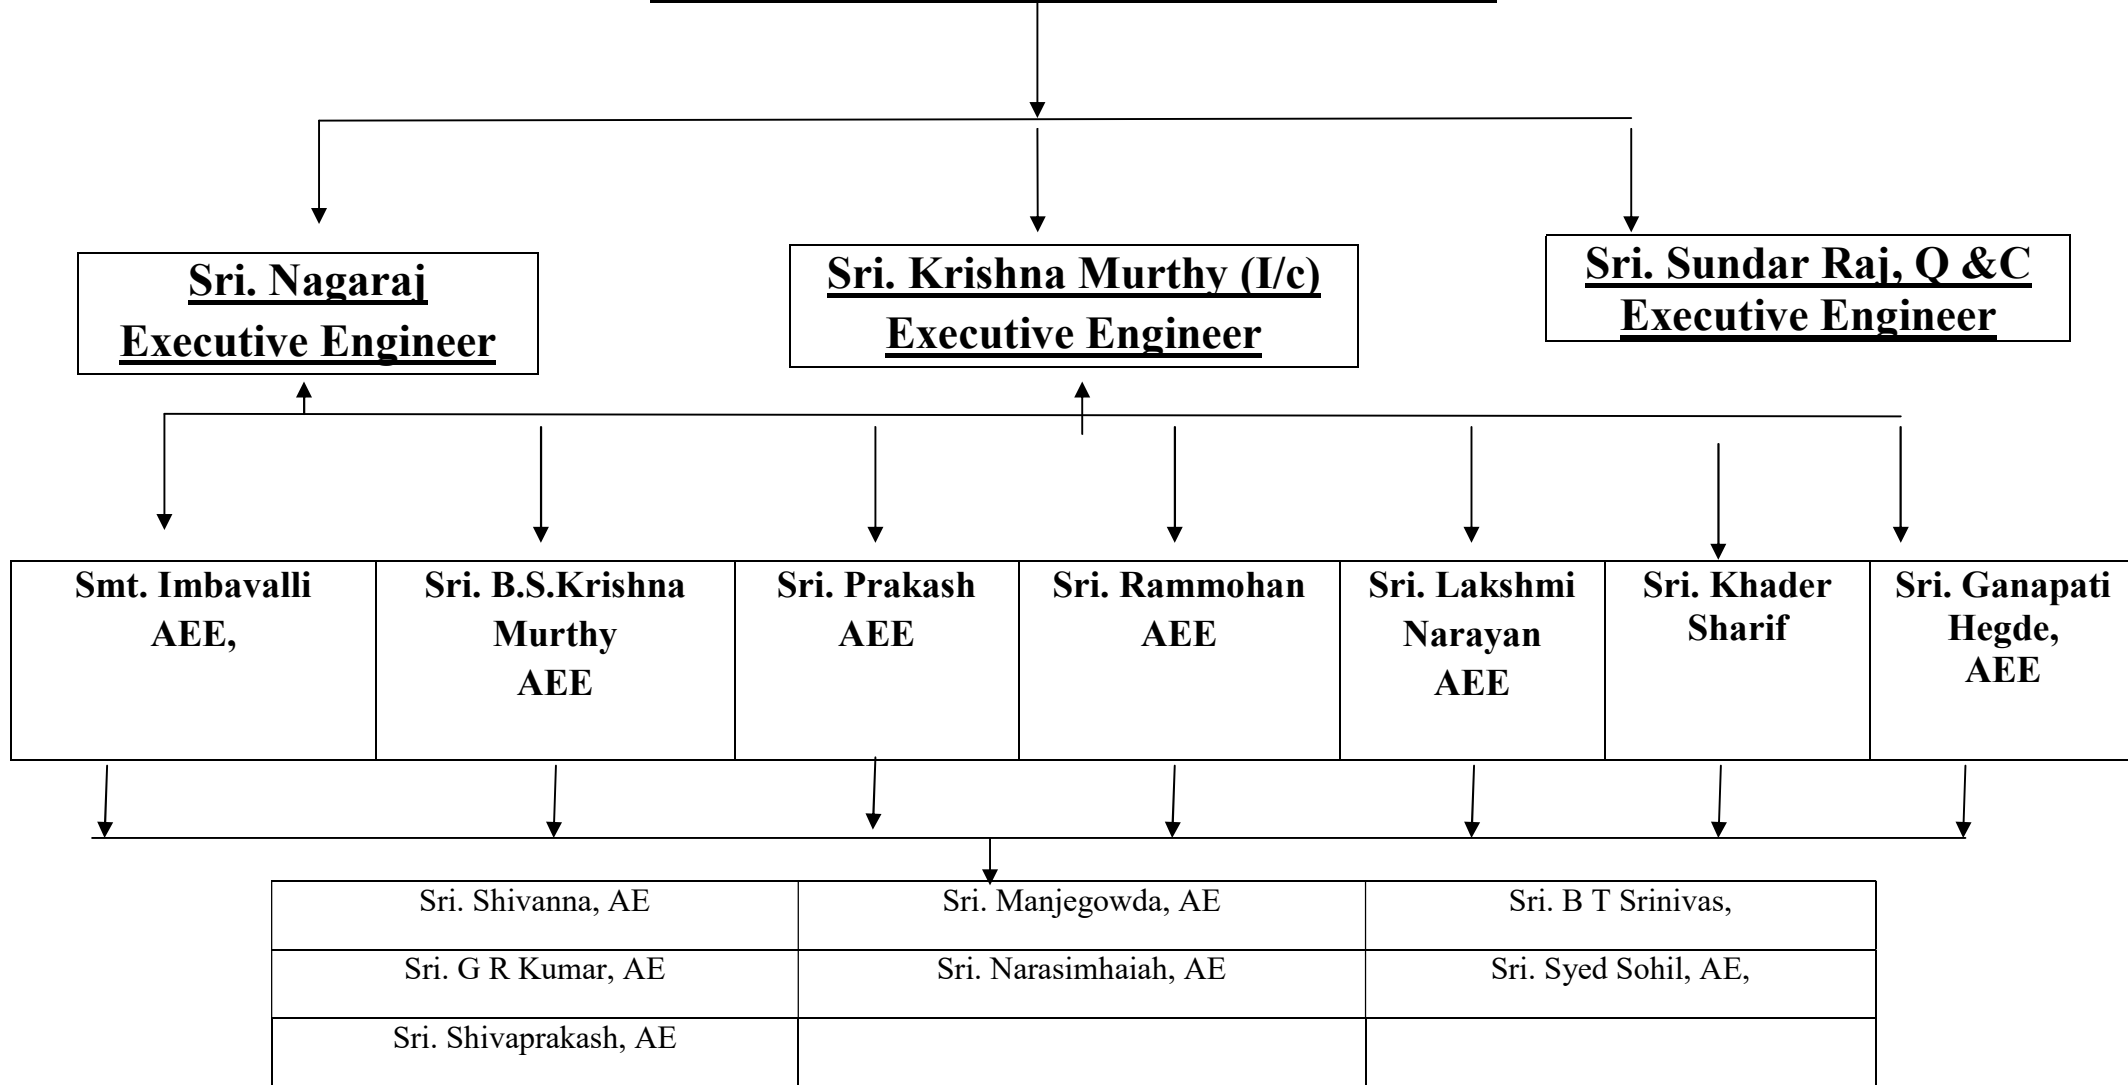 Sri. Nagaraj
Executive Engineer
Sri. Krishna Murthy (I/c)
Executive Engineer
Sri. Sundar Raj, Q &C
Executive Engineer
Smt. Imbavalli
AEE,
Sri. B.S.Krishna
Murthy
AEE
Sri. Prakash
AEE
Sri. Rammohan
AEE
Sri. Lakshmi
Narayan
AEE
Sri. Khader
Sharif
Sri. Ganapati
Hegde,
AEE
Sri. Shivanna, AE
Sri. Manjegowda, AE
Sri. B T Srinivas,
Sri. G R Kumar, AE
Sri. Narasimhaiah, AE
Sri. Syed Sohil, AE,
Sri. Shivaprakash, AE